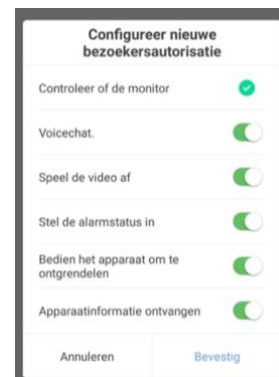 Configureer nieuwe
bezoekersautorisatie
Controleer of de monitor
Voicechat.
Speel de video af
Stel de alarmstatus in
Bedien het apparaat om te
ontgrendelen
Apparaatinformatie ontvangen
Annuleren
Bevestig